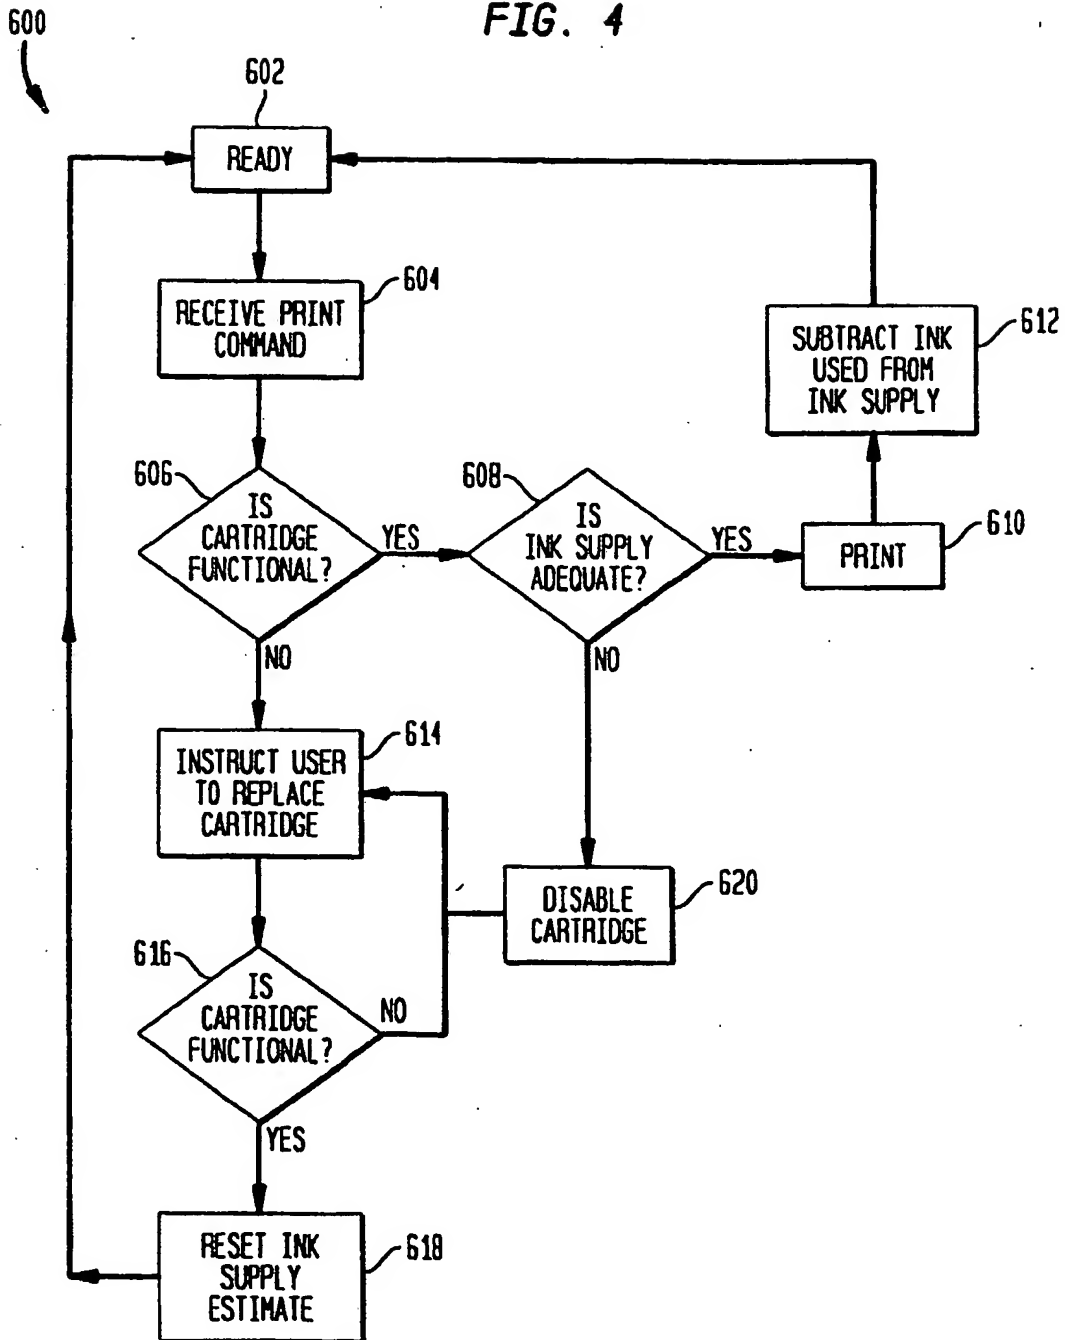 FIG. 4
600
602
READY
604
RECEIVE PRINT
COMMAND
612
SUBTRACT INK
USED FROM
INK SUPPLY
606
IS
CARTRIDGE
FUNCTIONAL?
YES
608
IS
INK SUPPLY
ADEQUATE?
YES
610
PRINT
NO
NO
614
INSTRUCT USER
TO REPLACE
CARTRIDGE
620
DISABLE
CARTRIDGE
616
IS
CARTRIDGE
FUNCTIONAL?
NO
YES
618
RESET INK
SUPPLY
ESTIMATE